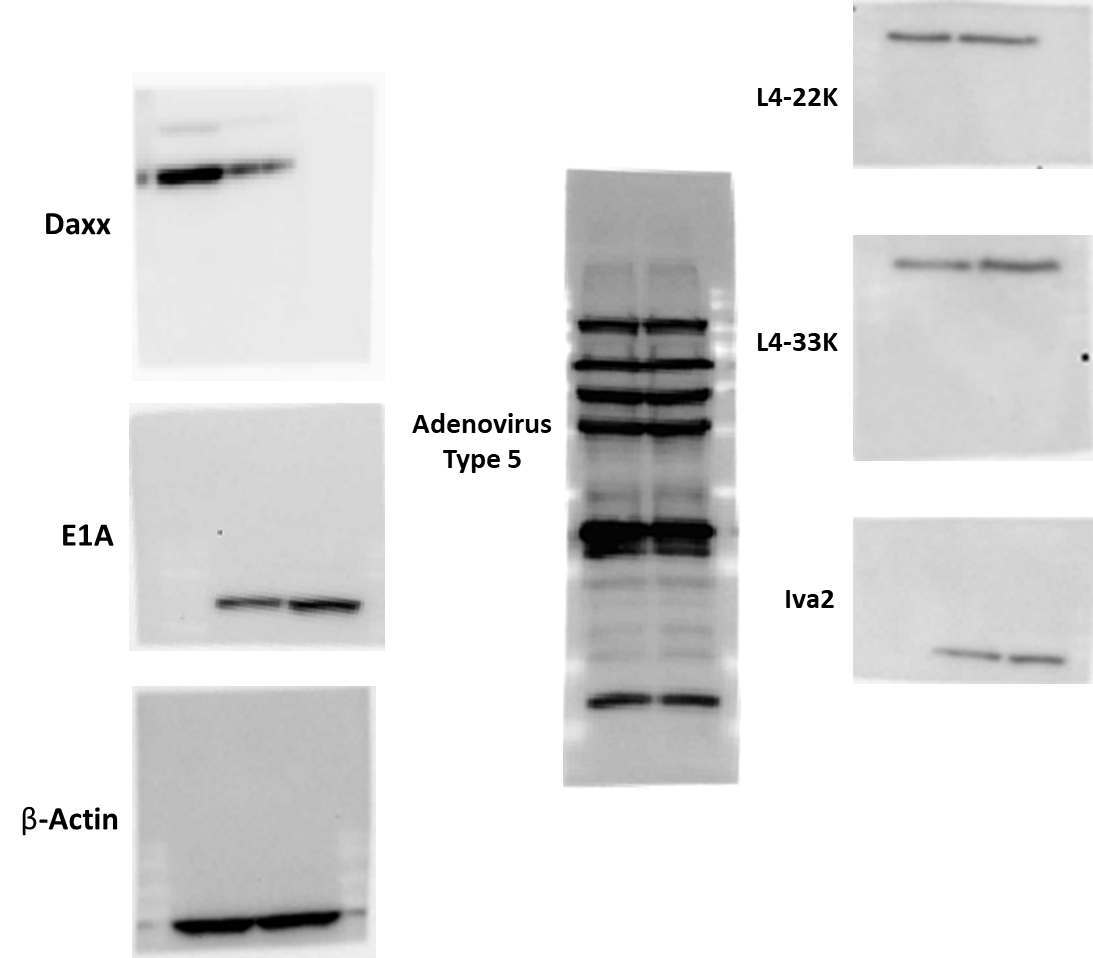 Daxx
E1A
β-Actin
Adenovirus
Type 5
L4-22K
L4-33K
Iva2